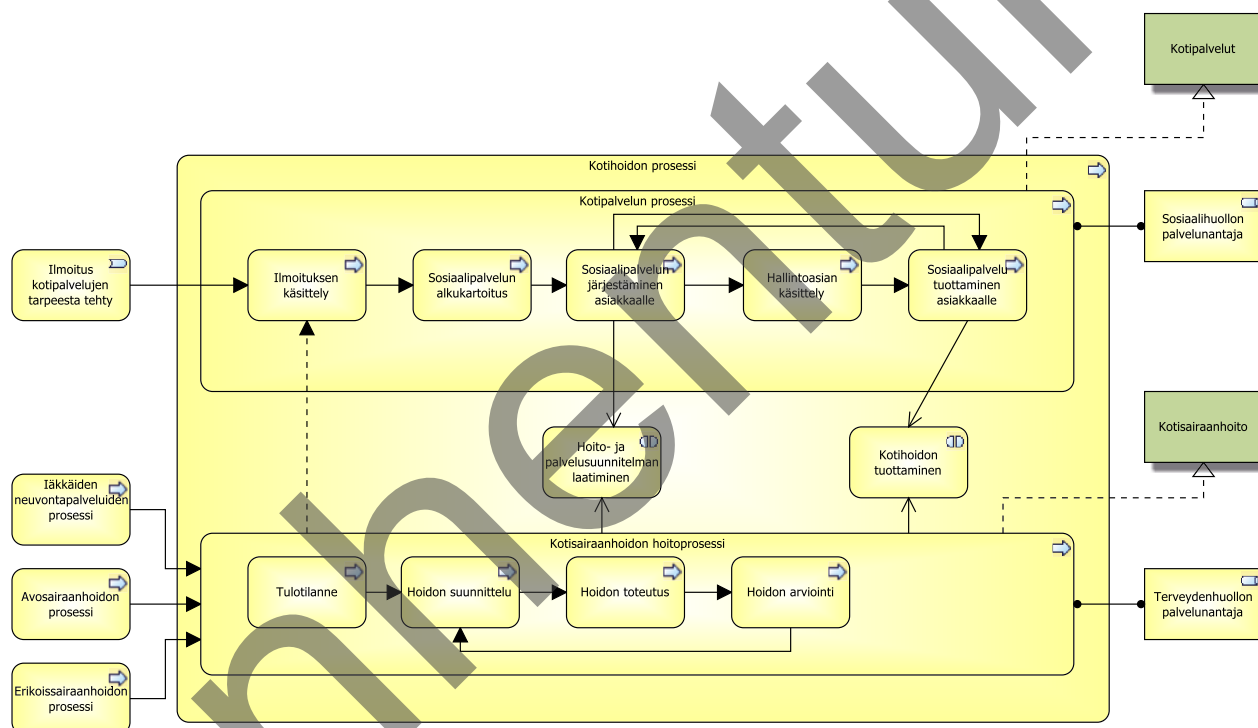 Kotipalvelut
Kotihoidon prosessi
Kotipalvelun prosessi
Sosiaalihuollon
palvelunantaja
Ilmoitus
kotipalvelujen
tarpeesta tehty
Ilmoituksen
käsittely
Sosiaalipalvelun
alkukartoitus
Sosiaalipalvelun
järjestäminen
asiakkaalle
Hallintoasian
käsittely
Sosiaalipalvelu
tuottaminen
asiakkaalle
Hoito- ja
palvelusuunnitelman
laatiminen
Kotihoidon
tuottaminen
Kotisairaanhoito
Iäkkäiden
neuvontapalveluiden
prosessi
Avosairaanhoidon
prosessi
Erikoissairaanhoidon
prosessi
Kotisairaanhoidon hoitoprosessi
Tulotilanne
Hoidon suunnittelu
Hoidon toteutus
Hoidon arviointi
Terveydenhuollon
palvelunantaja
nhentu